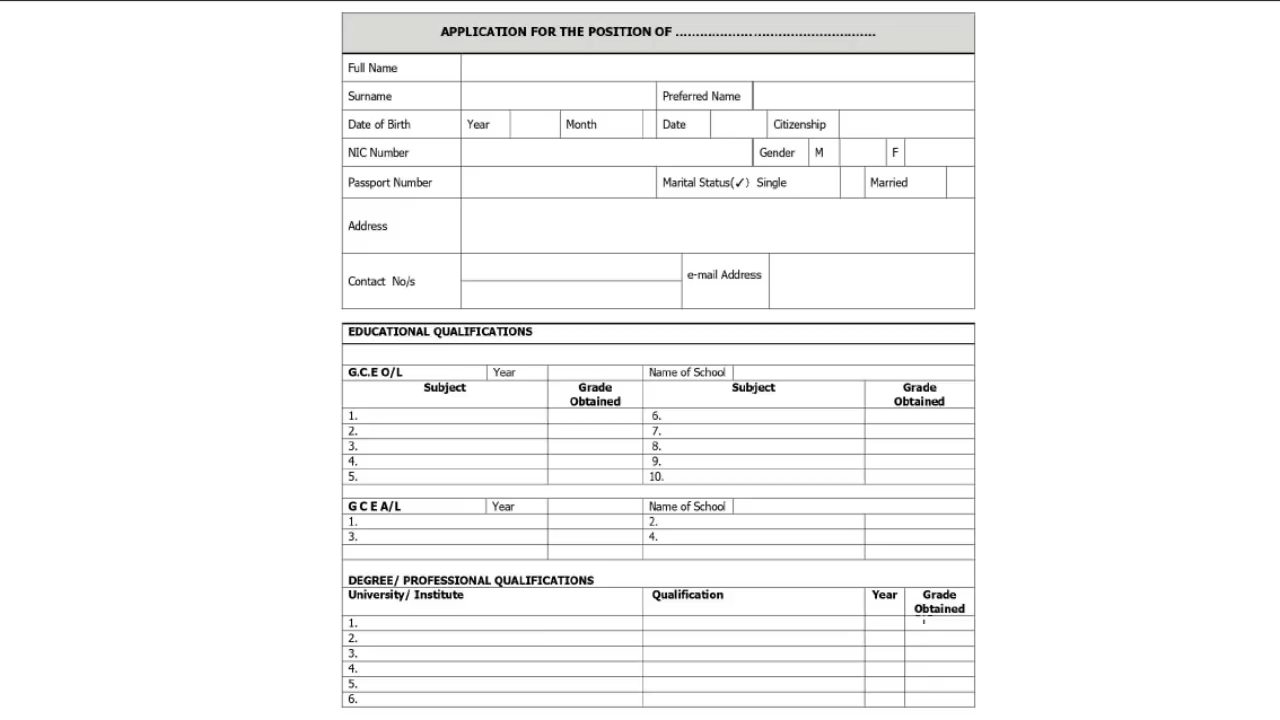 APPLICATION FOR THE POSITION OF ................................................
Full Name
Surname Preferred Name
Date of Birth Year Month Date Citizenship
NIC Number Gender M F
Passport Number Marital Status(✓) Single Married
Address
Contact No/s e-mail Address
EDUCATIONAL QUALIFICATIONS
G.C.E O/L Year Name of School
Subject Grade Obtained Subject Grade Obtained
1. 6.
2. 7.
3. 8.
4. 9.
5. 10.
G C E A/L Year Name of School
1. 2.
3. 4.
DEGREE/ PROFESSIONAL QUALIFICATIONS
University/ Institute Qualification Year Grade Obtained
1.
2.
3.
4.
5.
6.